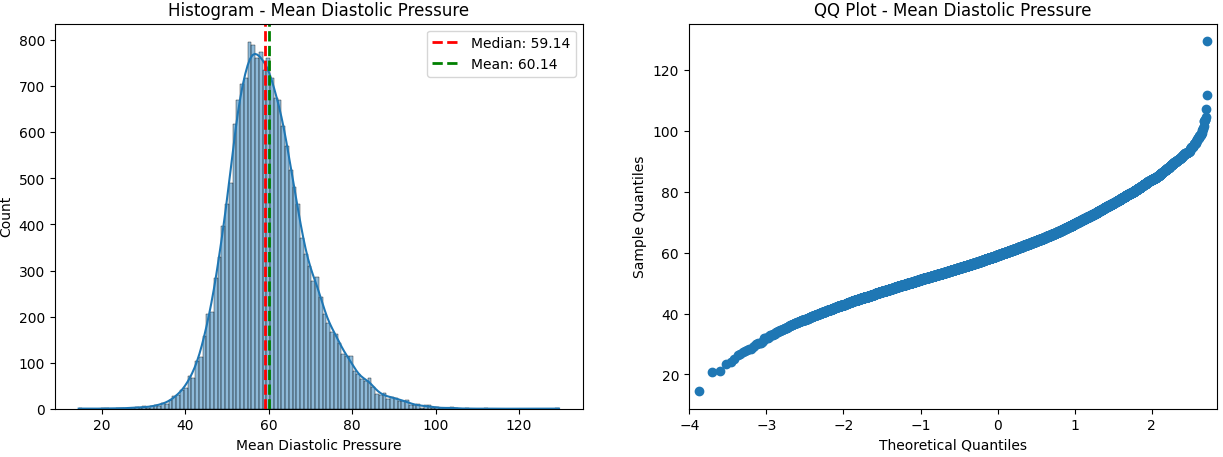 Histogram - Mean Diastolic Pressure
Median: 59.14
Mean: 60.14
Count
800
700
600
500
400
300
200
100
0
20 40 60 80 100 120
Mean Diastolic Pressure
QQ Plot - Mean Diastolic Pressure
Sample Quantiles
120
100
80
60
40
20
−4 −3 −2 −1 0 1 2
Theoretical Quantiles